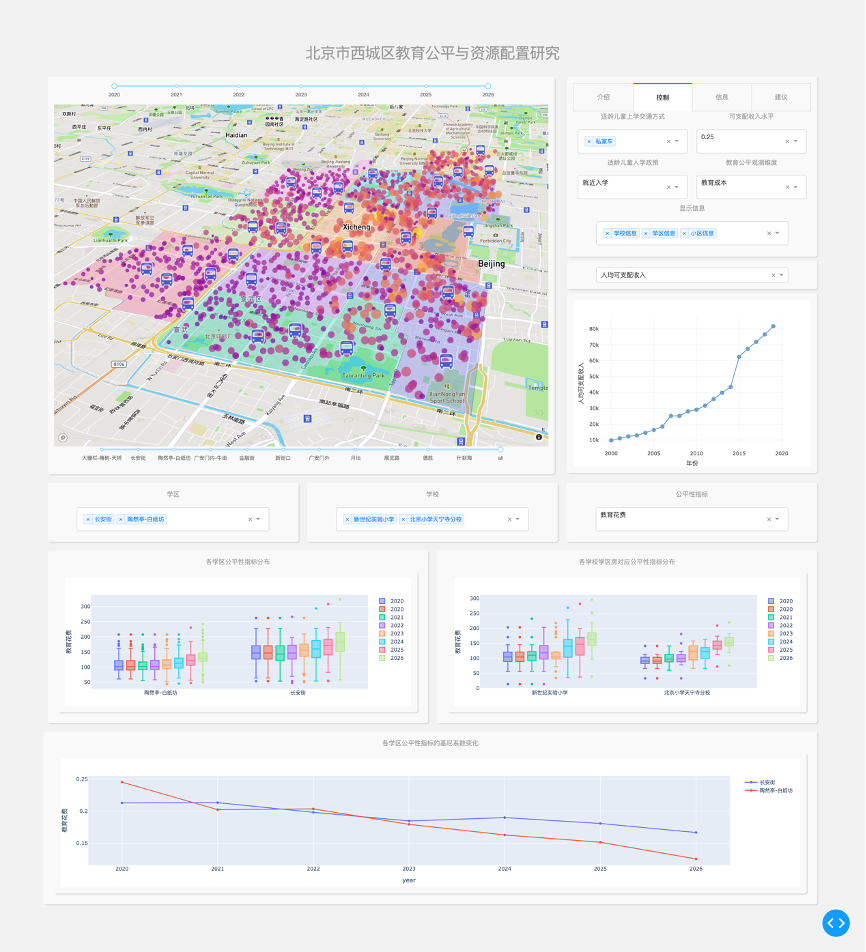 北京市西城区教育公平与资源配置研究
2020 2021 2022 2023 2024 2025 2026
Haidian
Xicheng
Beijing
Yuyuantan Park
Lianhuachi Park
Jingshan Park
Forbidden City
Taoranting Park
XianNongTan
Sport School
Temple
宣武
大栅栏-椿树-天桥 长安街 陶然亭-白纸坊 广安门内-牛街 金融街 新街口 广安门外 月坛 展览路 德胜 什刹海 all
介绍 控制 信息 建议
适龄儿童上学交通方式 可支配收入水平
× 私家车 0.25
适龄儿童入学政策 教育公平观测维度
就近入学 教育成本
显示信息
× 学校信息 × 学区信息 × 小区信息
人均可支配收入
人均可支配收入
80k
70k
60k
50k
40k
30k
20k
10k
2000 2005 2010 2015 2020
年份
学区 学校 公平性指标
× 长安街 × 陶然亭-白纸坊
× 新世纪实验小学 × 北京小学天宁寺分校
教育花费
各学区公平性指标分布
教育花费
300
250
200
150
100
50
陶然亭-白纸坊 长安街
2020
2020
2021
2022
2023
2024
2025
2026
各学校学区房对应公平性指标分布
教育花费
300
250
200
150
100
50
0
新世纪实验小学 北京小学天宁寺分校
2020
2020
2021
2022
2023
2024
2025
2026
各学区公平性指标的基尼系数变化
教育花费
0.25
0.2
0.15
2020 2021 2022 2023 2024 2025 2026
year
长安街
陶然亭-白纸坊